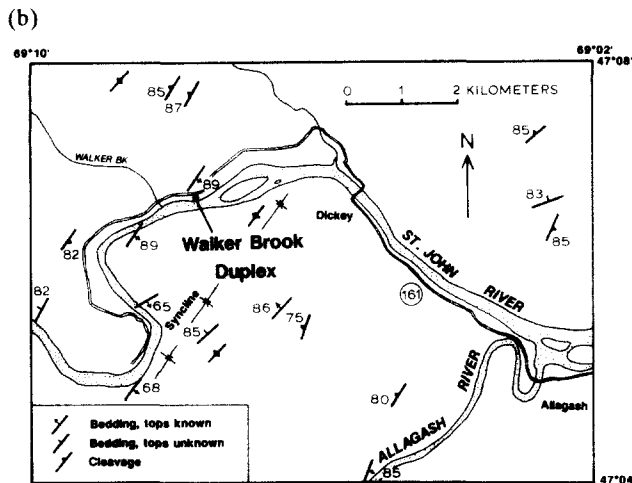 (b)
69°10'
69°02'
47°08'
85
87
0 1 2 KILOMETERS
85
WALKER BK
N
89
83
85
Dickey
89
82
Walker Brook
Duplex
ST. JOHN
RIVER
82
65
Syncline
86
75
161
85
68
80
ALLAGASH
RIVER
Allagash
85
47°04'
Bedding, tops known
Bedding, tops unknown
Cleavage